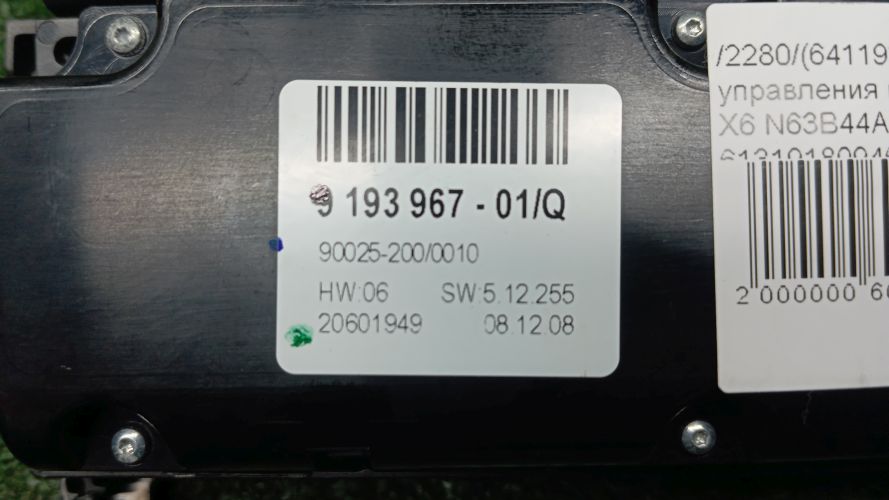 9 193 967 - 01/Q
90025-200/0010
HW:06 SW:5.12.255
20601949 08.12.08
/2280/(64119
управления
X6 N63B44A
2 000000 6